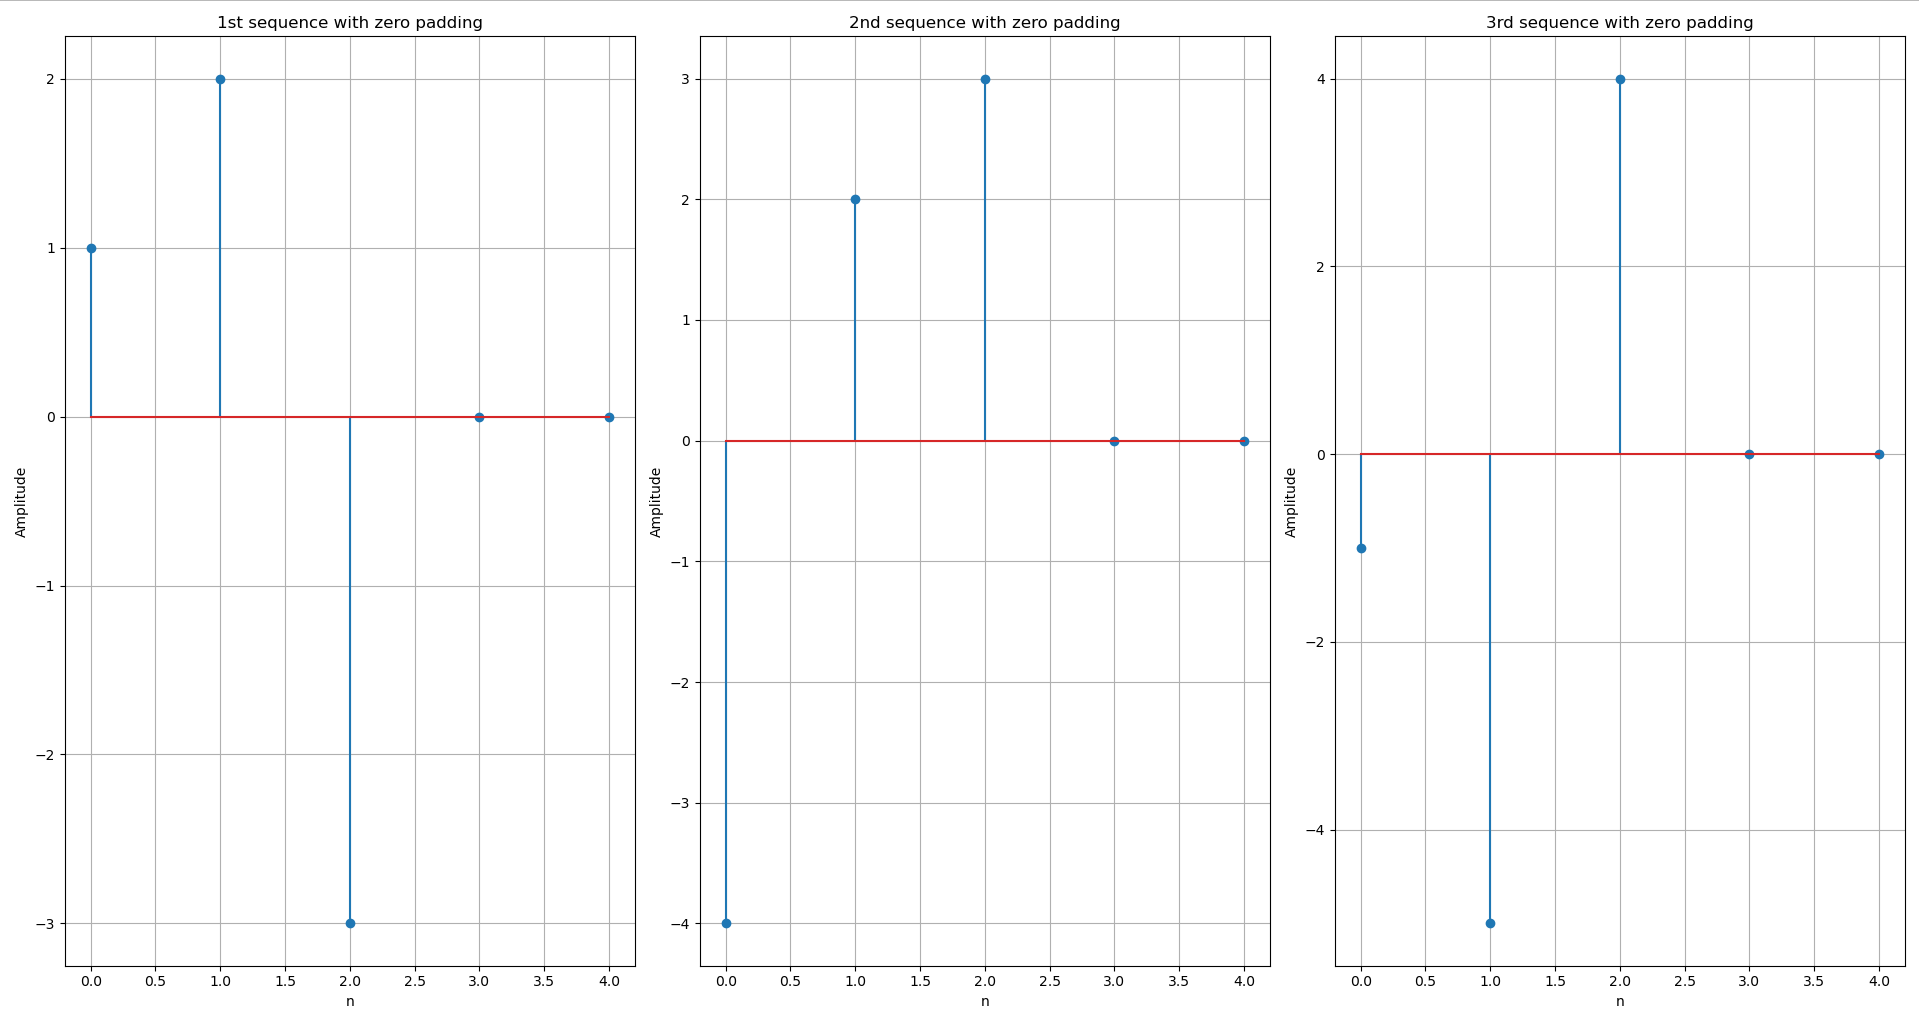 1st sequence with zero padding
2
1
0
−1
−2
−3
Amplitude
0.0 0.5 1.0 1.5 2.0 2.5 3.0 3.5 4.0
n
2nd sequence with zero padding
3
2
1
0
−1
−2
−3
−4
Amplitude
0.0 0.5 1.0 1.5 2.0 2.5 3.0 3.5 4.0
n
3rd sequence with zero padding
4
2
0
−2
−4
Amplitude
0.0 0.5 1.0 1.5 2.0 2.5 3.0 3.5 4.0
n